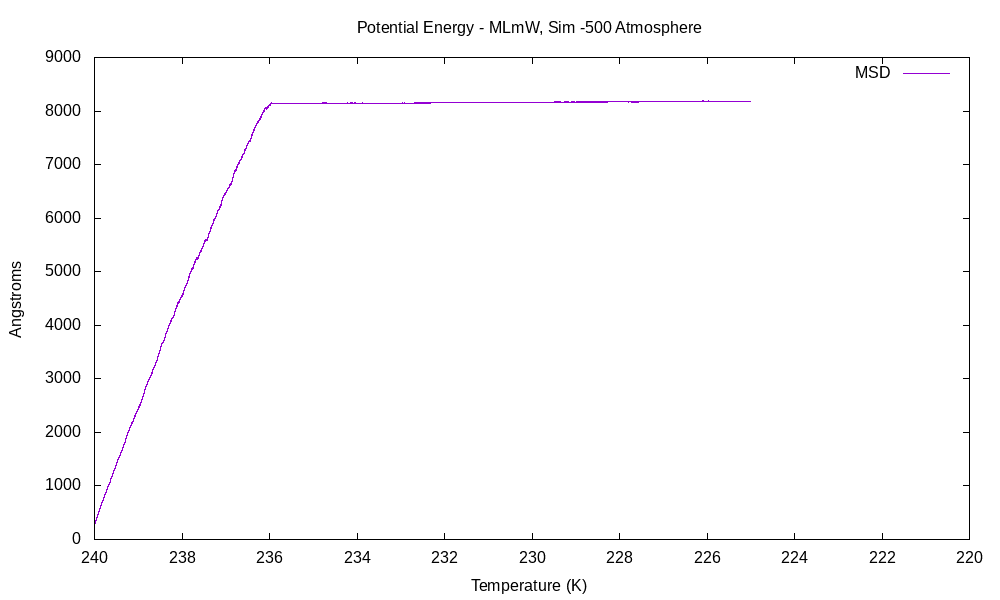 Potential Energy - MLmW, Sim -500 Atmosphere
MSD
9000
8000
7000
6000
5000
4000
3000
2000
1000
0
Angstroms
240 238 236 234 232 230 228 226 224 222 220
Temperature (K)